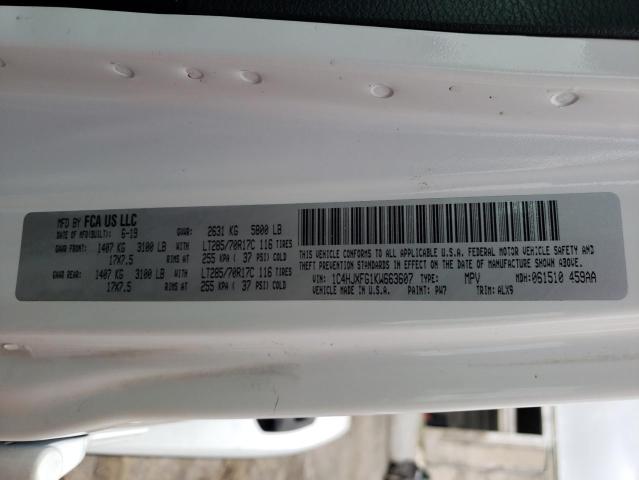 MFD BY FCA US LLC
DATE OF MFD(BUILT): 6-19 GVWR: 2631 KG 5800 LB
GAWR FRONT: 1407 KG 3100 LB WITH LT285/70R17C 116 TIRES
17X7.5 RIMS AT 255 KPA ( 37 PSI) COLD
GAWR REAR: 1407 KG 3100 LB WITH LT285/70R17C 116 TIRES
17X7.5 RIMS AT 255 KPA ( 37 PSI) COLD
THIS VEHICLE CONFORMS TO ALL APPLICABLE U.S.A. FEDERAL MOTOR VEHICLE SAFETY AND
THEFT PREVENTION STANDARDS IN EFFECT ON THE DATE OF MANUFACTURE SHOWN ABOVE.
VIN: 1C4HJXFG1KW663607 TYPE: MPV MDH:061510 459AA
VEHICLE MADE IN U.S.A. PAINT: PW7 TRIM: ALX9